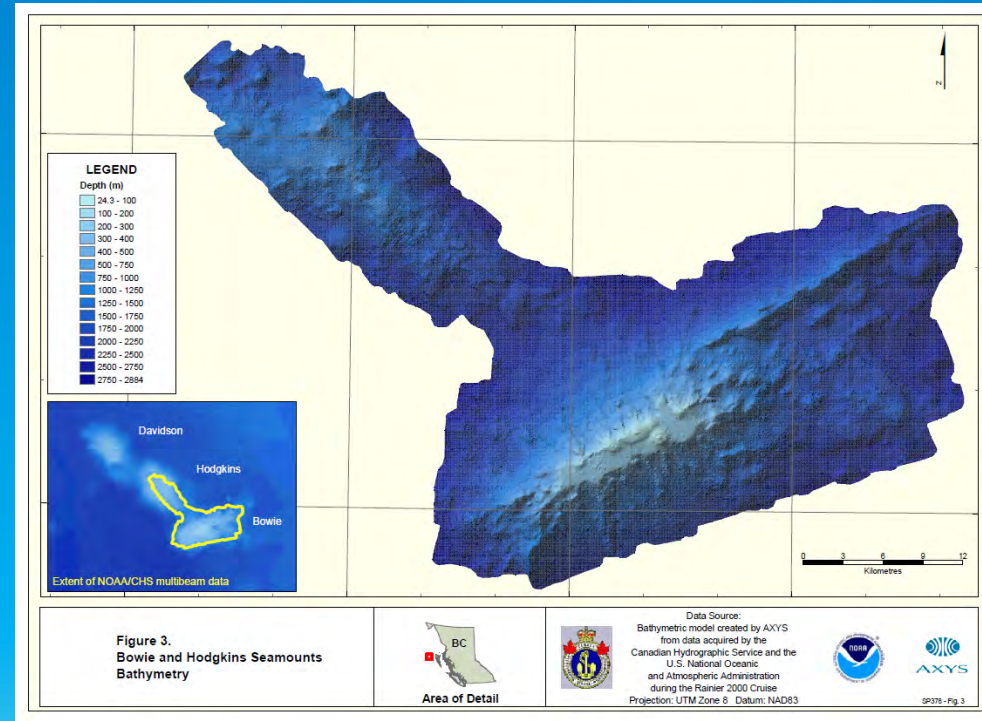 N
LEGEND
Depth (m)
24.3 - 100
100 - 200
200 - 300
300 - 400
400 - 500
500 - 750
750 - 1000
1000 - 1250
1250 - 1500
1500 - 1750
1750 - 2000
2000 - 2250
2250 - 2500
2500 - 2750
2750 - 2884
Davidson
Hodgkins
Bowie
Extent of NOAA/CHS multibeam data
0 3 6 9 12
Kilometres
Figure 3.
Bowie and Hodgkins Seamounts
Bathymetry
BC
Area of Detail
Data Source:
Bathymetric model created by AXYS
from data acquired by the
Canadian Hydrographic Service and the
U.S. National Oceanic
and Atmospheric Administration
during the Rainier 2000 Cruise
Projection: UTM Zone 8 Datum: NAD83
NOAA
AXYS
SP378 - Fig. 3